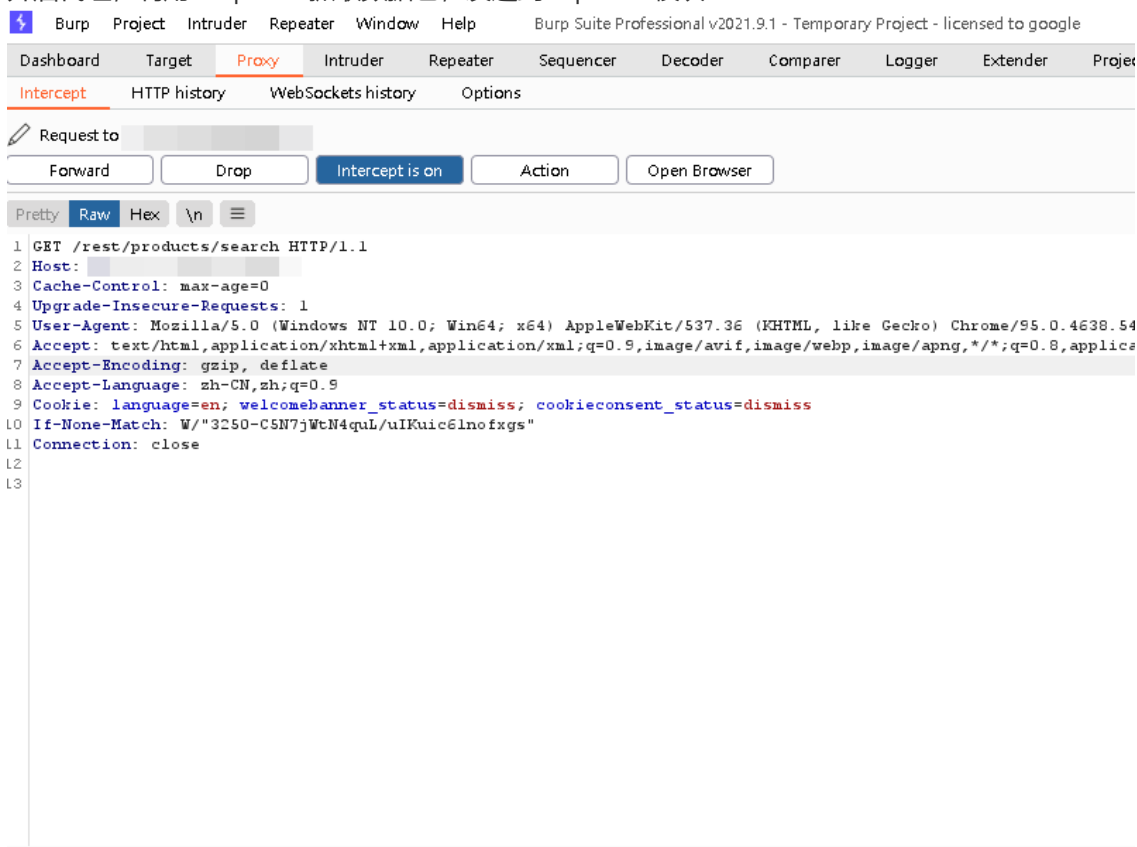 Burp Project Intruder Repeater Window Help Burp Suite Professional v2021.9.1 - Temporary Project - licensed to google
Dashboard Target Proxy Intruder Repeater Sequencer Decoder Comparer Logger Extender Projec
Intercept HTTP history WebSockets history Options
Request to
Forward Drop Intercept is on Action Open Browser
Pretty Raw Hex \n
1 GET /rest/products/search HTTP/1.1
2 Host:
3 Cache-Control: max-age=0
4 Upgrade-Insecure-Requests: 1
5 User-Agent: Mozilla/5.0 (Windows NT 10.0; Win64; x64) AppleWebKit/537.36 (KHTML, like Gecko) Chrome/95.0.4638.54
6 Accept: text/html,application/xhtml+xml,application/xml;q=0.9,image/avif,image/webp,image/apng,*/*;q=0.8,applica
7 Accept-Encoding: gzip, deflate
8 Accept-Language: zh-CN,zh;q=0.9
9 Cookie: language=en; welcomebanner_status=dismiss; cookieconsent_status=dismiss
10 If-None-Match: W/"3250-C5N7jWtN4quL/uIKuic6lnofxgs"
11 Connection: close
12
13